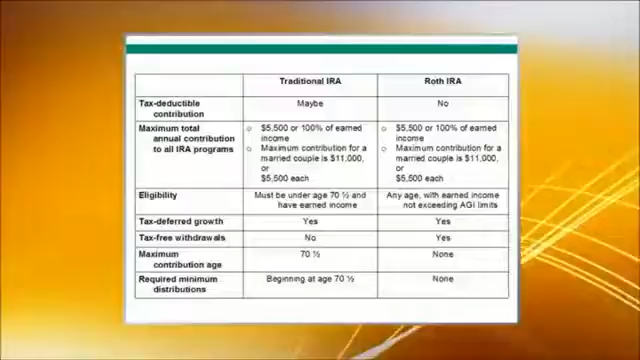 Traditional IRA Roth IRA
Tax-deductible contribution Maybe No
Maximum total annual contribution to all IRA programs
o $5,500 or 100% of earned income
o Maximum contribution for a married couple is $11,000, or $5,500 each
o $5,500 or 100% of earned income
o Maximum contribution for a married couple is $11,000, or $5,500 each
Eligibility
Must be under age 70 ½ and have earned income
Any age, with earned income not exceeding AGI limits
Tax-deferred growth Yes Yes
Tax-free withdrawals No Yes
Maximum contribution age 70 ½ None
Required minimum distributions Beginning at age 70 ½ None